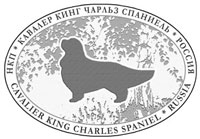 НКП • КАВАЛЕР КИНГ ЧАРЛЬЗ СПАНИЕЛЬ • РОССИЯ
CAVALIER KING CHARLES SPANIEL • RUSSIA